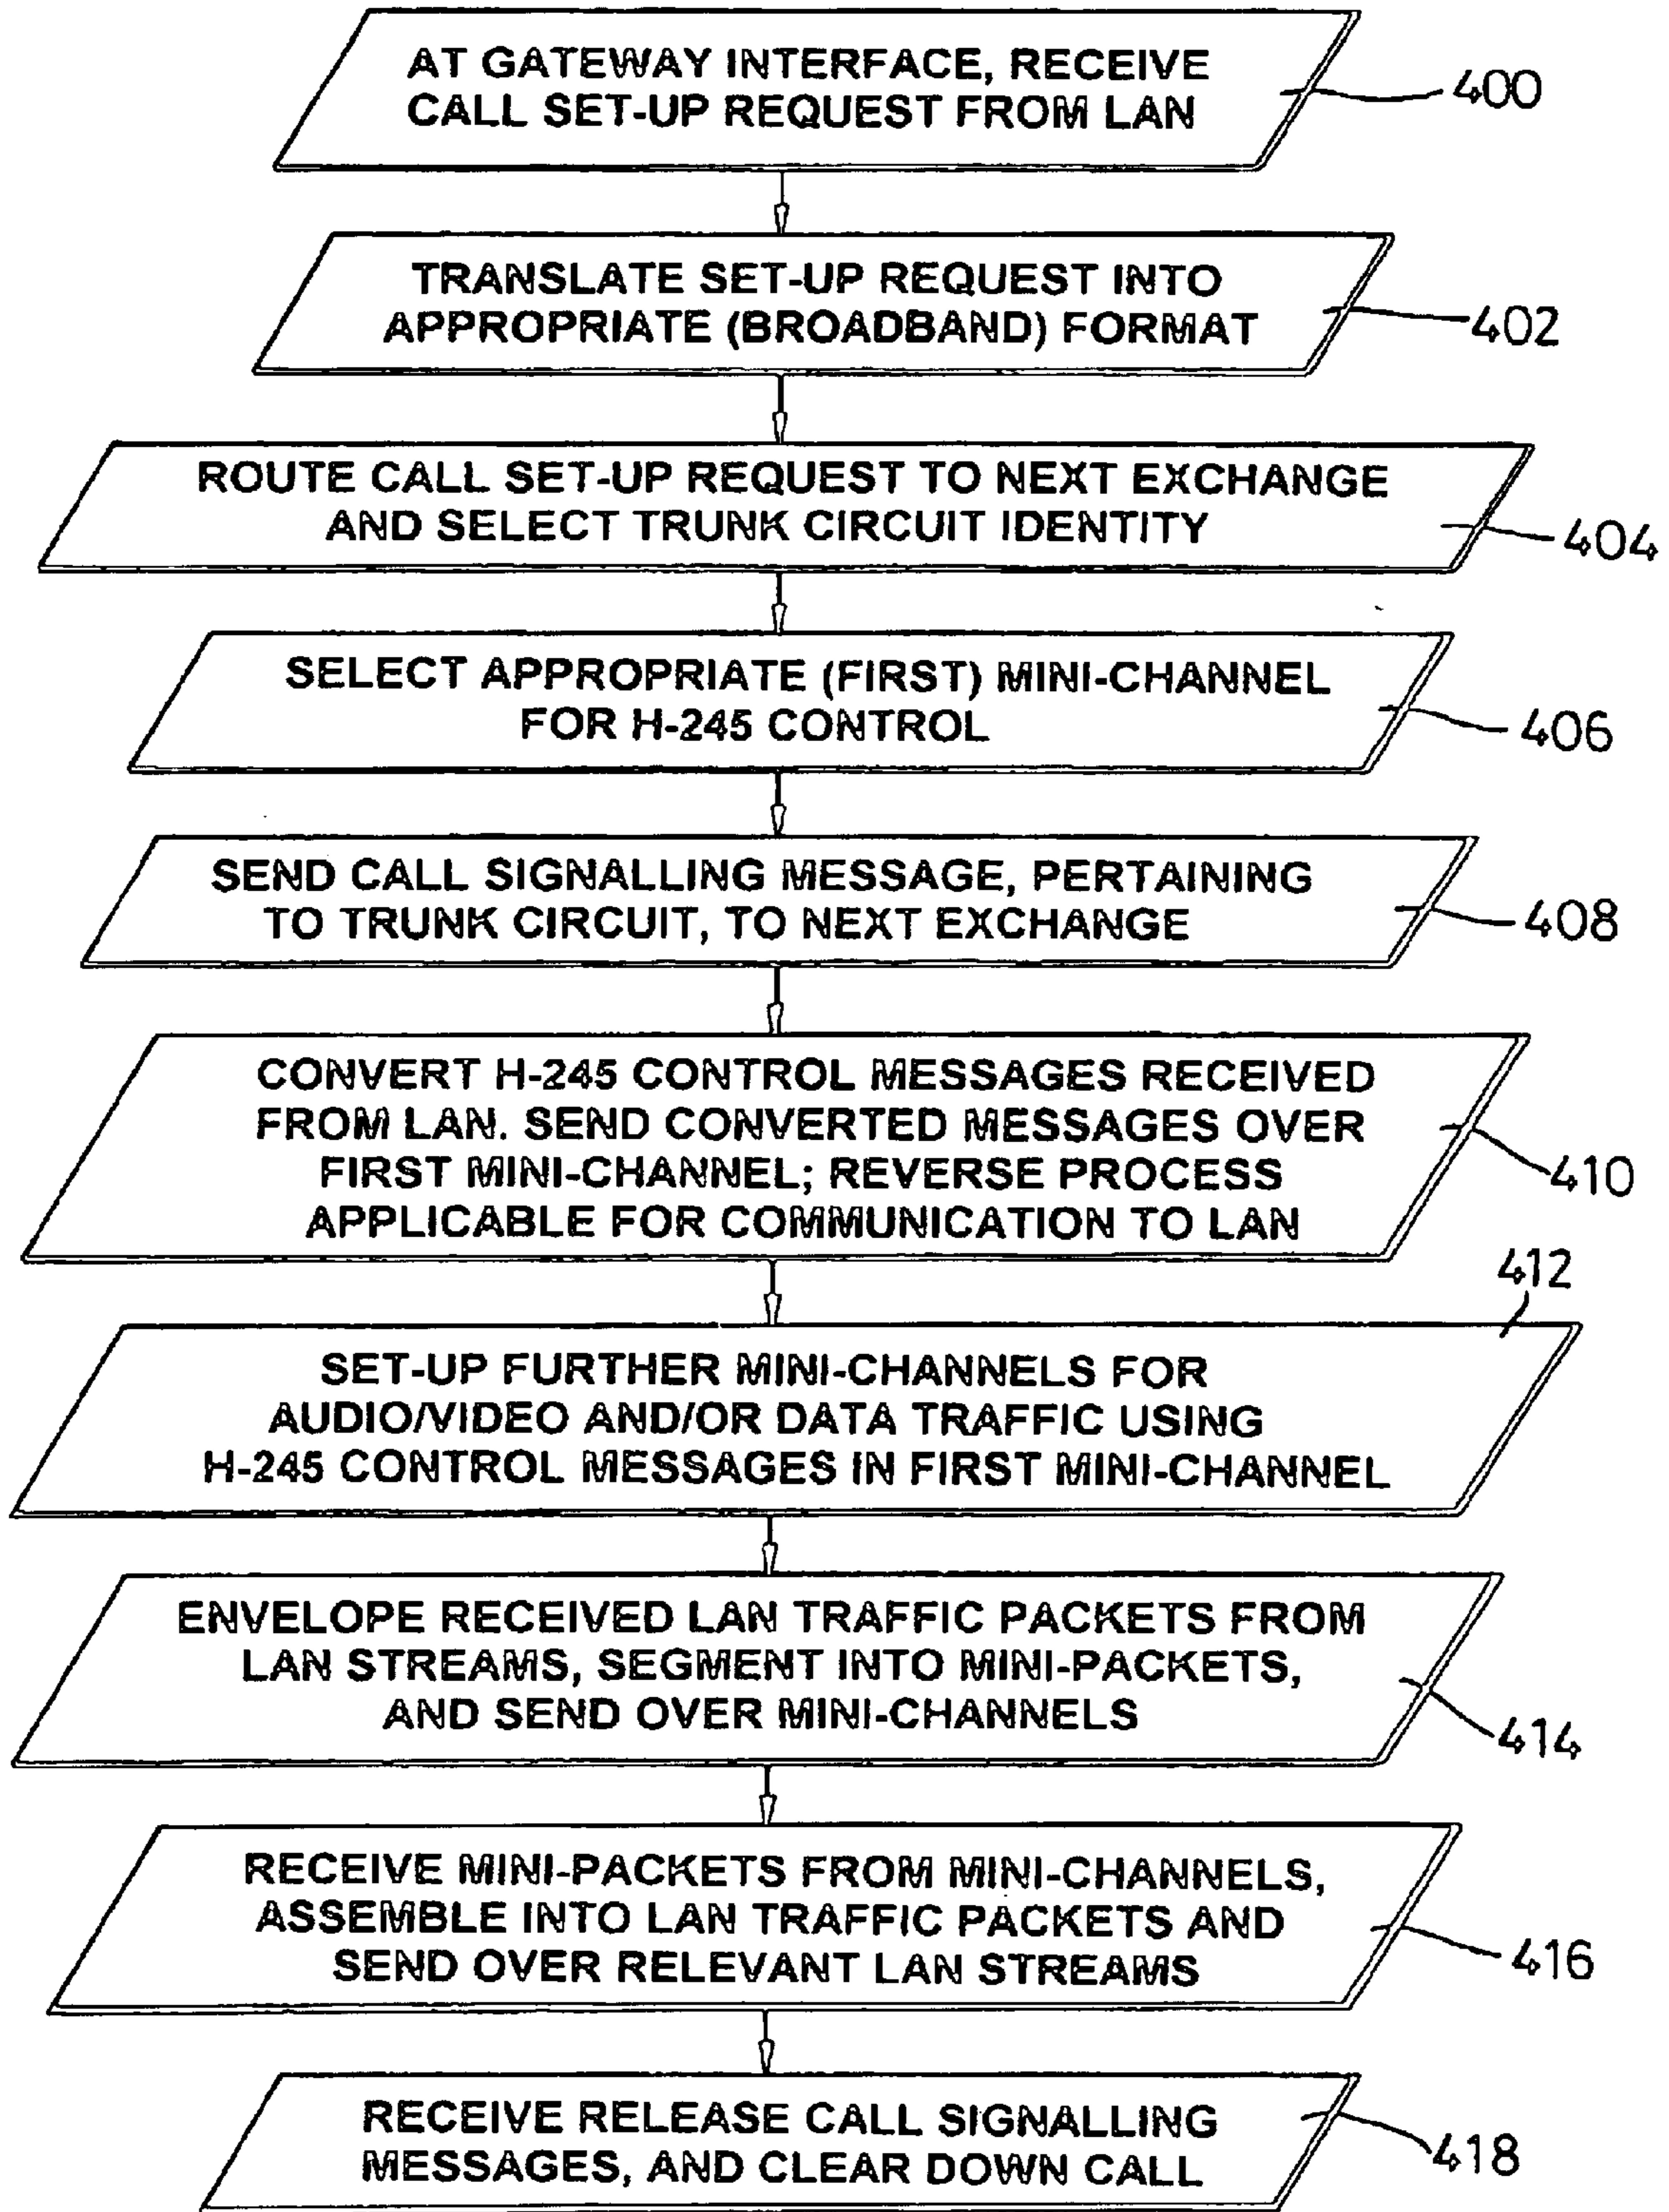 AT GATEWAY INTERFACE, RECEIVE
CALL SET-UP REQUEST FROM LAN
400
TRANSLATE SET-UP REQUEST INTO
APPROPRIATE (BROADBAND) FORMAT
402
ROUTE CALL SET-UP REQUEST TO NEXT EXCHANGE
AND SELECT TRUNK CIRCUIT IDENTITY
404
SELECT APPROPRIATE (FIRST) MINI-CHANNEL
FOR H-245 CONTROL
406
SEND CALL SIGNALLING MESSAGE, PERTAINING
TO TRUNK CIRCUIT, TO NEXT EXCHANGE
408
CONVERT H-245 CONTROL MESSAGES RECEIVED
FROM LAN. SEND CONVERTED MESSAGES OVER
FIRST MINI-CHANNEL; REVERSE PROCESS
APPLICABLE FOR COMMUNICATION TO LAN
410
412
SET-UP FURTHER MINI-CHANNELS FOR
AUDIO/VIDEO AND/OR DATA TRAFFIC USING
H-245 CONTROL MESSAGES IN FIRST MINI-CHANNEL
ENVELOPE RECEIVED LAN TRAFFIC PACKETS FROM
LAN STREAMS, SEGMENT INTO MINI-PACKETS,
AND SEND OVER MINI-CHANNELS
414
RECEIVE MINI-PACKETS FROM MINI-CHANNELS,
ASSEMBLE INTO LAN TRAFFIC PACKETS AND
SEND OVER RELEVANT LAN STREAMS
416
RECEIVE RELEASE CALL SIGNALLING
MESSAGES, AND CLEAR DOWN CALL
418